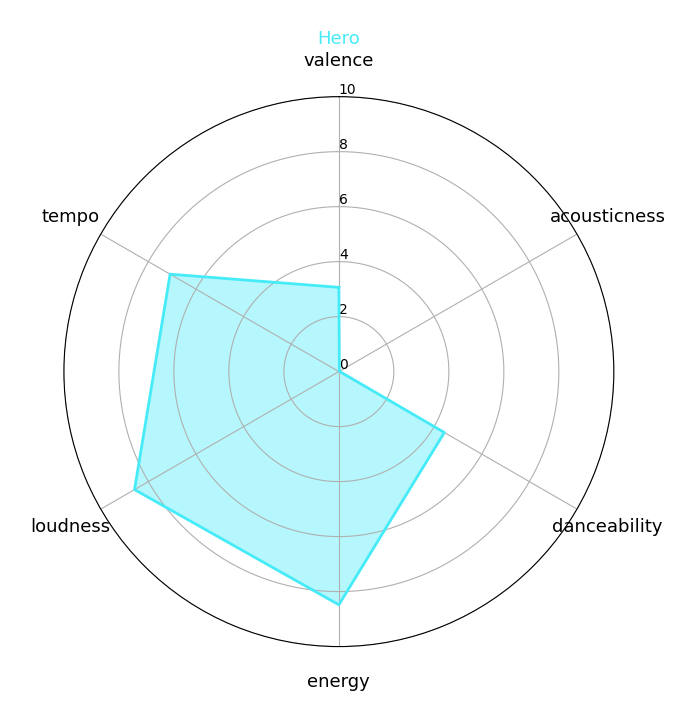 Hero
valence
10
8
6
4
2
0
tempo
acousticness
loudness
danceability
energy